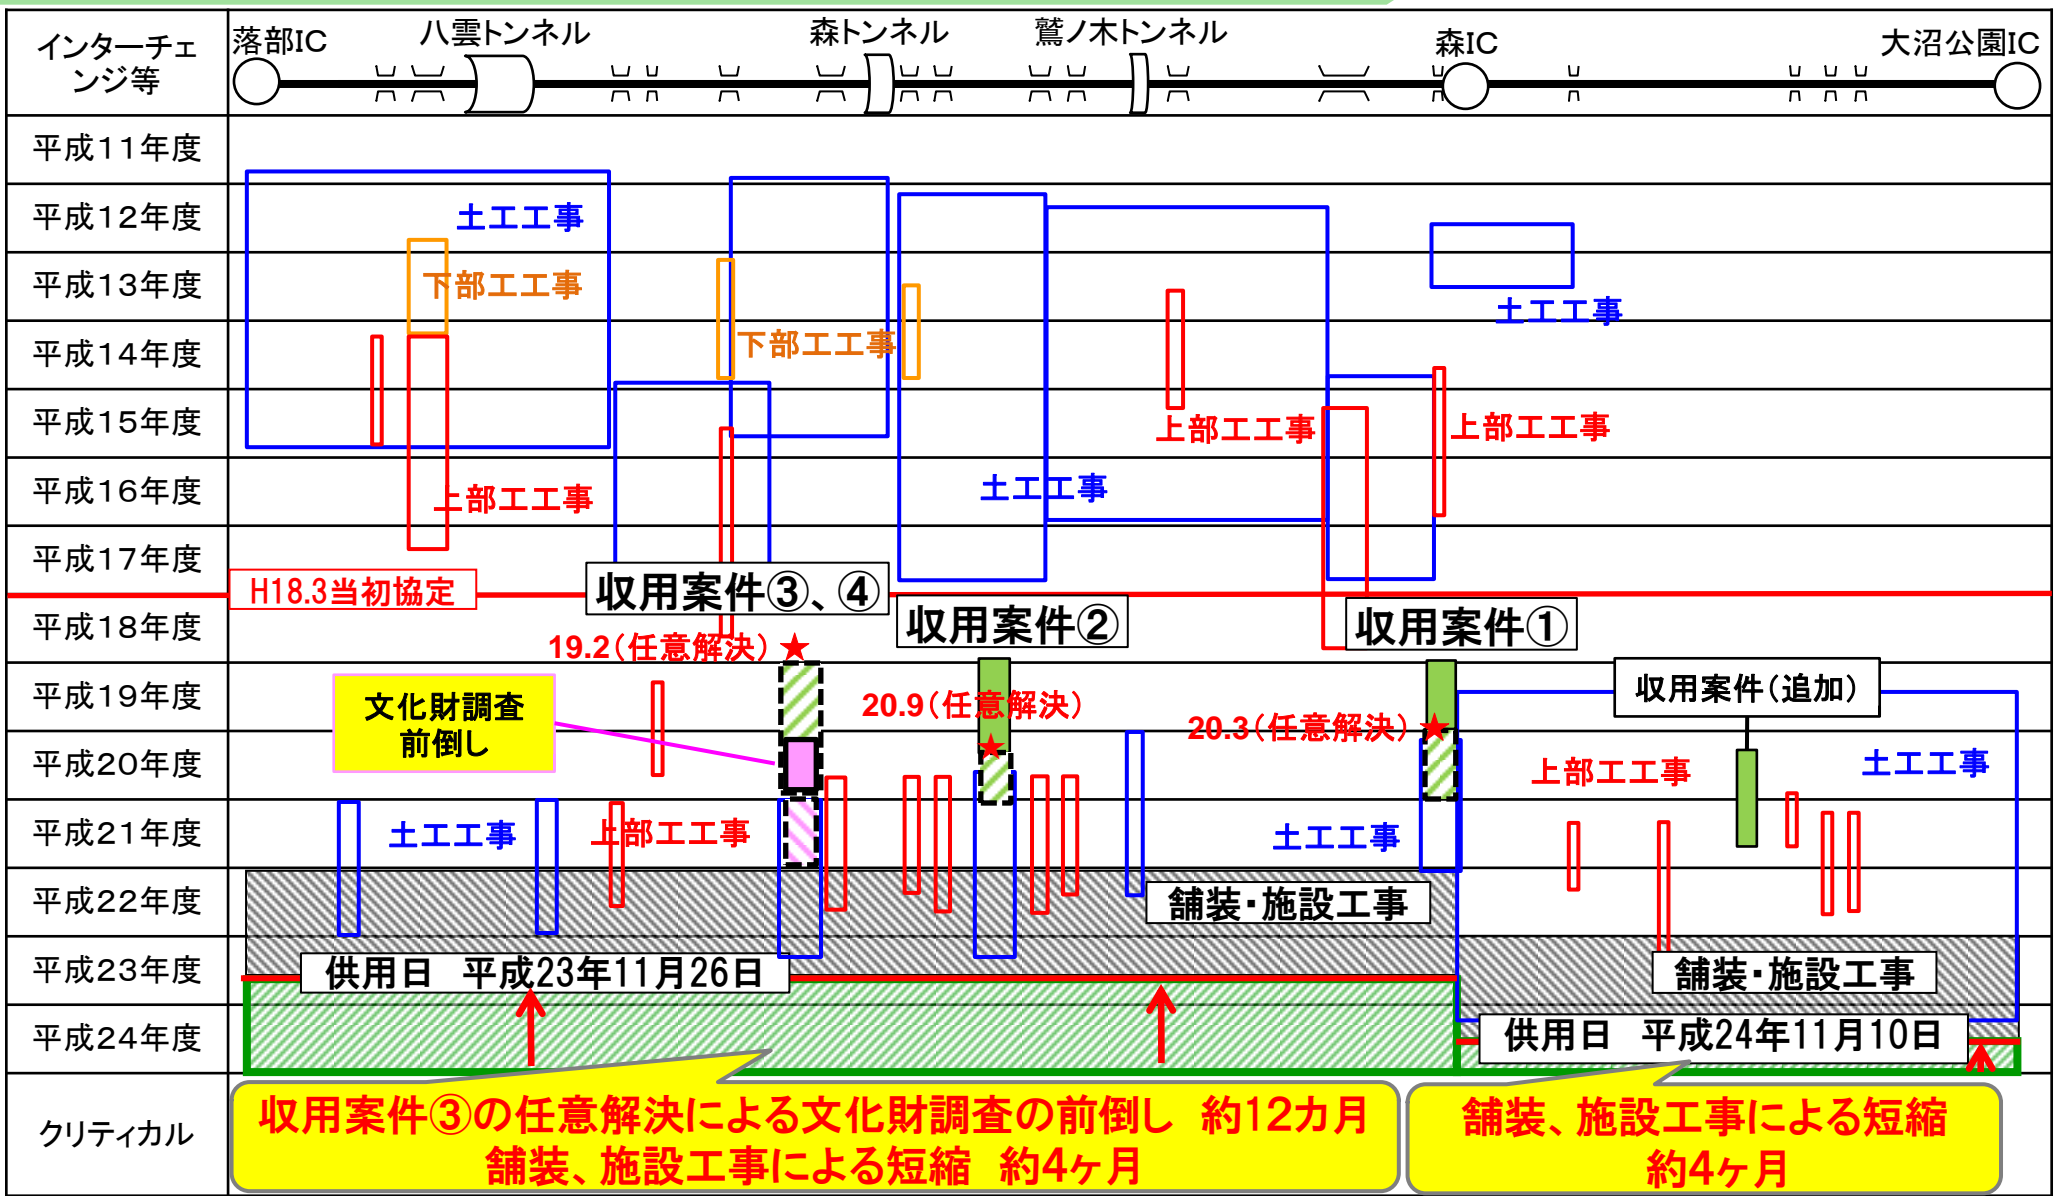 インターチェ
ンジ等
落部IC
八雲トンネル
森トンネル
鷲ノ木トンネル
森IC
大沼公園IC
平成11年度
平成12年度
土工工事
平成13年度
下部工工事
土工工事
平成14年度
下部工工事
平成15年度
上部工工事
上部工工事
平成16年度
上部工工事
土工工事
平成17年度
H18.3当初協定
収用案件③、④
平成18年度
収用案件②
収用案件①
19.2(任意解決)
平成19年度
文化財調査
前倒し
20.9(任意解決)
20.3(任意解決)
収用案件(追加)
平成20年度
上部工工事
土工工事
平成21年度
土工工事
上部工工事
土工工事
平成22年度
舗装・施設工事
平成23年度
供用日 平成23年11月26日
舗装・施設工事
平成24年度
供用日 平成24年11月10日
クリティカル
収用案件③の任意解決による文化財調査の前倒し 約12カ月
舗装、施設工事による短縮 約4ヶ月
舗装、施設工事による短縮
約4ヶ月